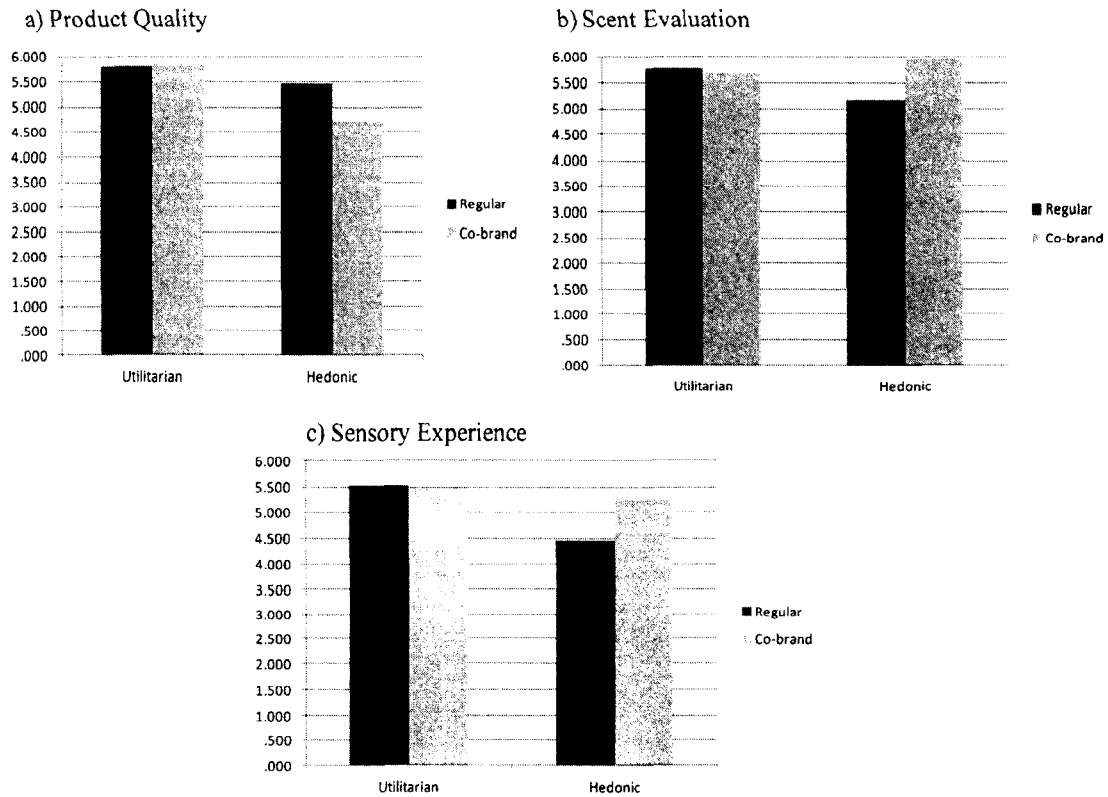 a) Product Quality
6.000
5.500
5.000
4.500
4.000
3.500
3.000
2.500
2.000
1.500
1.000
.500
.000
Utilitarian
Hedonic
Regular
Co-brand
b) Scent Evaluation
6.000
5.500
5.000
4.500
4.000
3.500
3.000
2.500
2.000
1.500
1.000
.500
.000
Utilitarian
Hedonic
Regular
Co-brand
c) Sensory Experience
6.000
5.500
5.000
4.500
4.000
3.500
3.000
2.500
2.000
1.500
1.000
.500
.000
Utilitarian
Hedonic
Regular
Co-brand